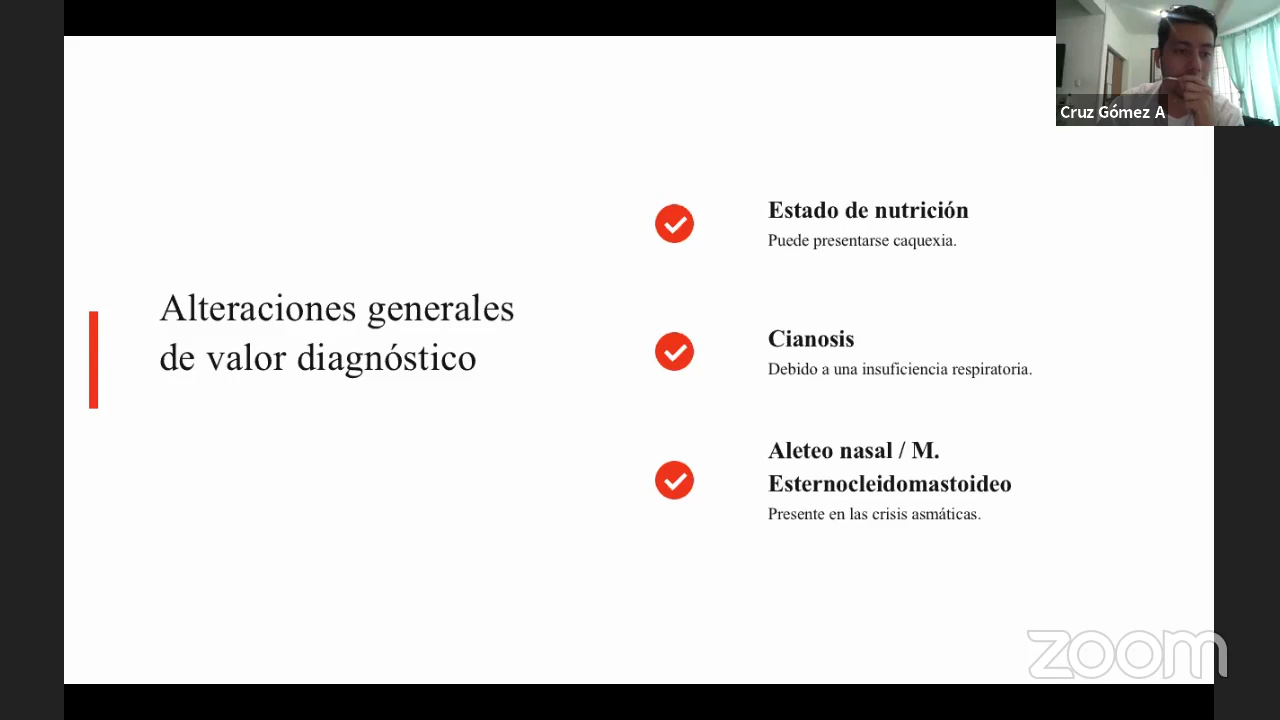 Cruz Gómez A
Alteraciones generales
de valor diagnóstico
Estado de nutrición
Puede presentarse caquexia.
Cianosis
Debido a una insuficiencia respiratoria.
Aleteo nasal / M.
Esternocleidomastoideo
Presente en las crisis asmáticas.
zoom